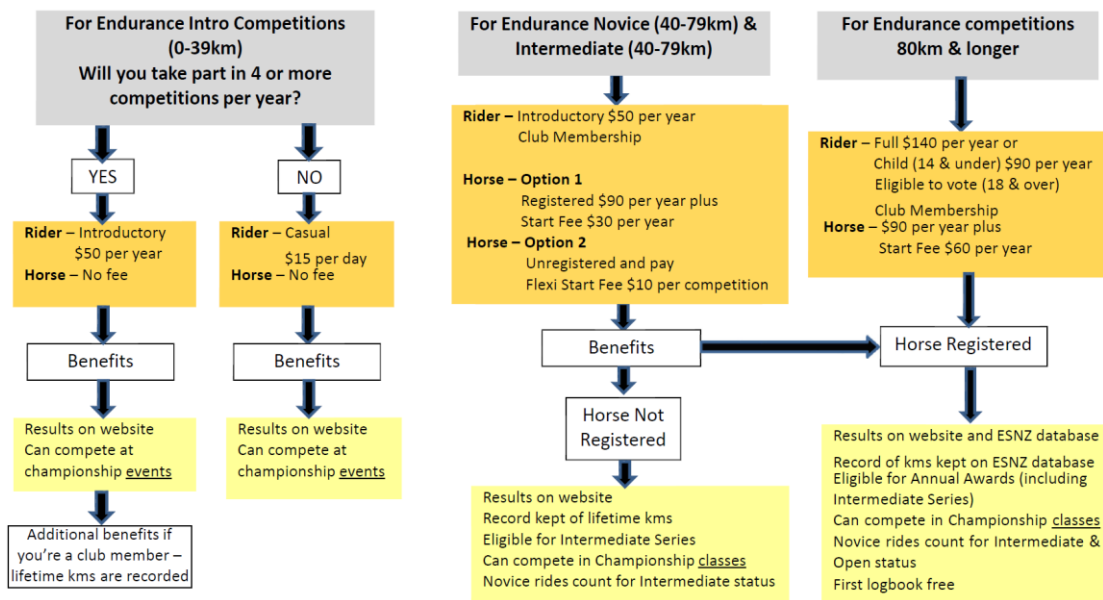 For Endurance Intro Competitions
(0-39km)
Will you take part in 4 or more
competitions per year?
YES
NO
Rider – Introductory
$50 per year
Horse – No fee
Rider – Casual
$15 per day
Horse – No fee
Benefits
Benefits
Results on website
Can compete at
championship events
Results on website
Can compete at
championship events
Additional benefits if
you're a club member –
lifetime kms are recorded
For Endurance Novice (40-79km) &
Intermediate (40-79km)
Rider – Introductory $50 per year
Club Membership
Horse – Option 1
Registered $90 per year plus
Start Fee $30 per year
Horse – Option 2
Unregistered and pay
Flexi Start Fee $10 per competition
Benefits
Horse Not
Registered
Results on website
Record kept of lifetime kms
Eligible for Intermediate Series
Can compete in Championship classes
Novice rides count for Intermediate status
For Endurance competitions
80km & longer
Rider – Full $140 per year or
Child (14 & under) $90 per year
Eligible to vote (18 & over)
Club Membership
Horse – $90 per year plus
Start Fee $60 per year
Horse Registered
Results on website and ESNZ database
Record of kms kept on ESNZ database
Eligible for Annual Awards (including
Intermediate Series)
Can compete in Championship classes
Novice rides count for Intermediate &
Open status
First logbook free